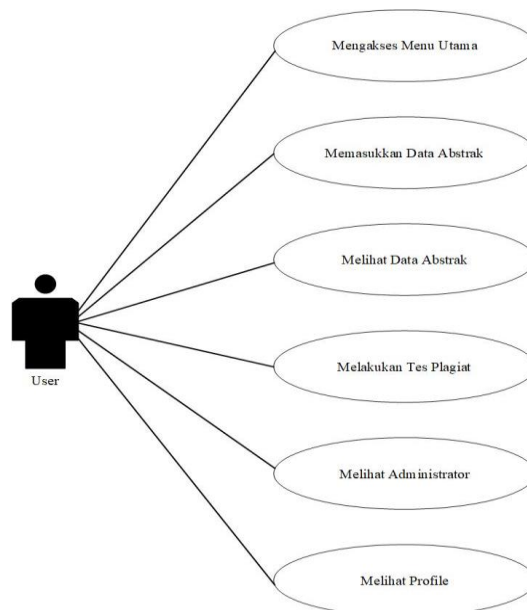 Mengakses Menu Utama
Memasukkan Data Abstrak
Melihat Data Abstrak
Melakukan Tes Plagiat
User
Melihat Administrator
Melihat Profile